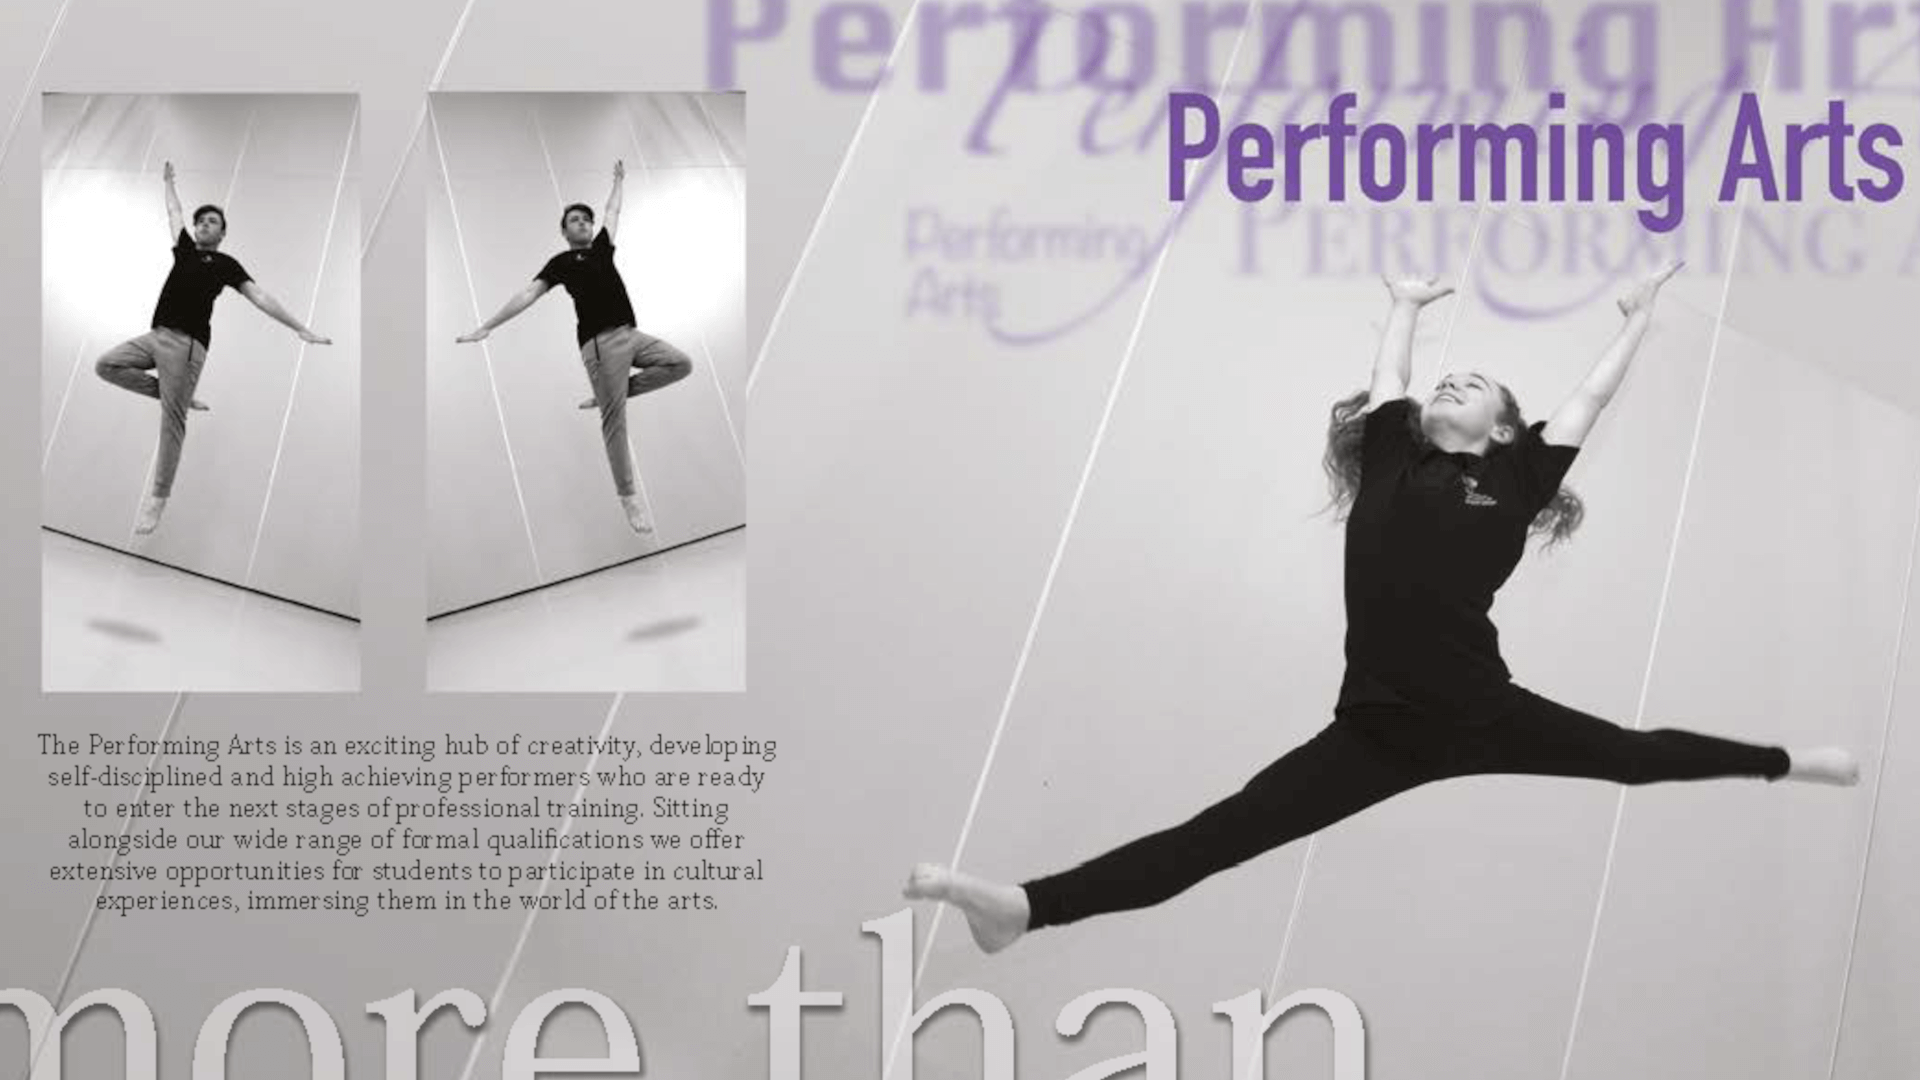 Performing
Performing
Performing Arts
Performing
Arts
PERFORMING
The Performing Arts is an exciting hub of creativity, developing
self-disciplined and high achieving performers who are ready
to enter the next stages of professional training. Sitting
alongside our wide range of formal qualifications we offer
extensive opportunities for students to participate in cultural
experiences, immersing them in the world of the arts.
more than